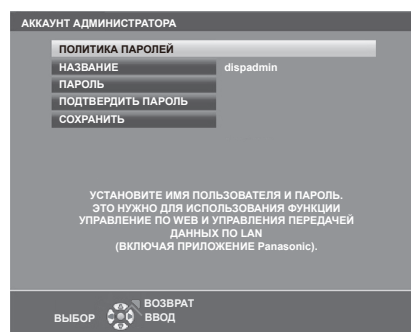 АККАУНТ АДМИНИСТРАТОРА
ПОЛИТИКА ПАРОЛЕЙ
НАЗВАНИЕ dispadmin
ПАРОЛЬ
ПОДТВЕРДИТЬ ПАРОЛЬ
СОХРАНИТЬ
УСТАНОВИТЕ ИМЯ ПОЛЬЗОВАТЕЛЯ И ПАРОЛЬ.
ЭТО НУЖНО ДЛЯ ИСПОЛЬЗОВАНИЯ ФУНКЦИИ
УПРАВЛЕНИЕ ПО WEB И УПРАВЛЕНИЯ ПЕРЕДАЧЕЙ
ДАННЫХ ПО LAN
(ВКЛЮЧАЯ ПРИЛОЖЕНИЕ Panasonic).
ВОЗВРАТ
ВЫБОР ВВОД